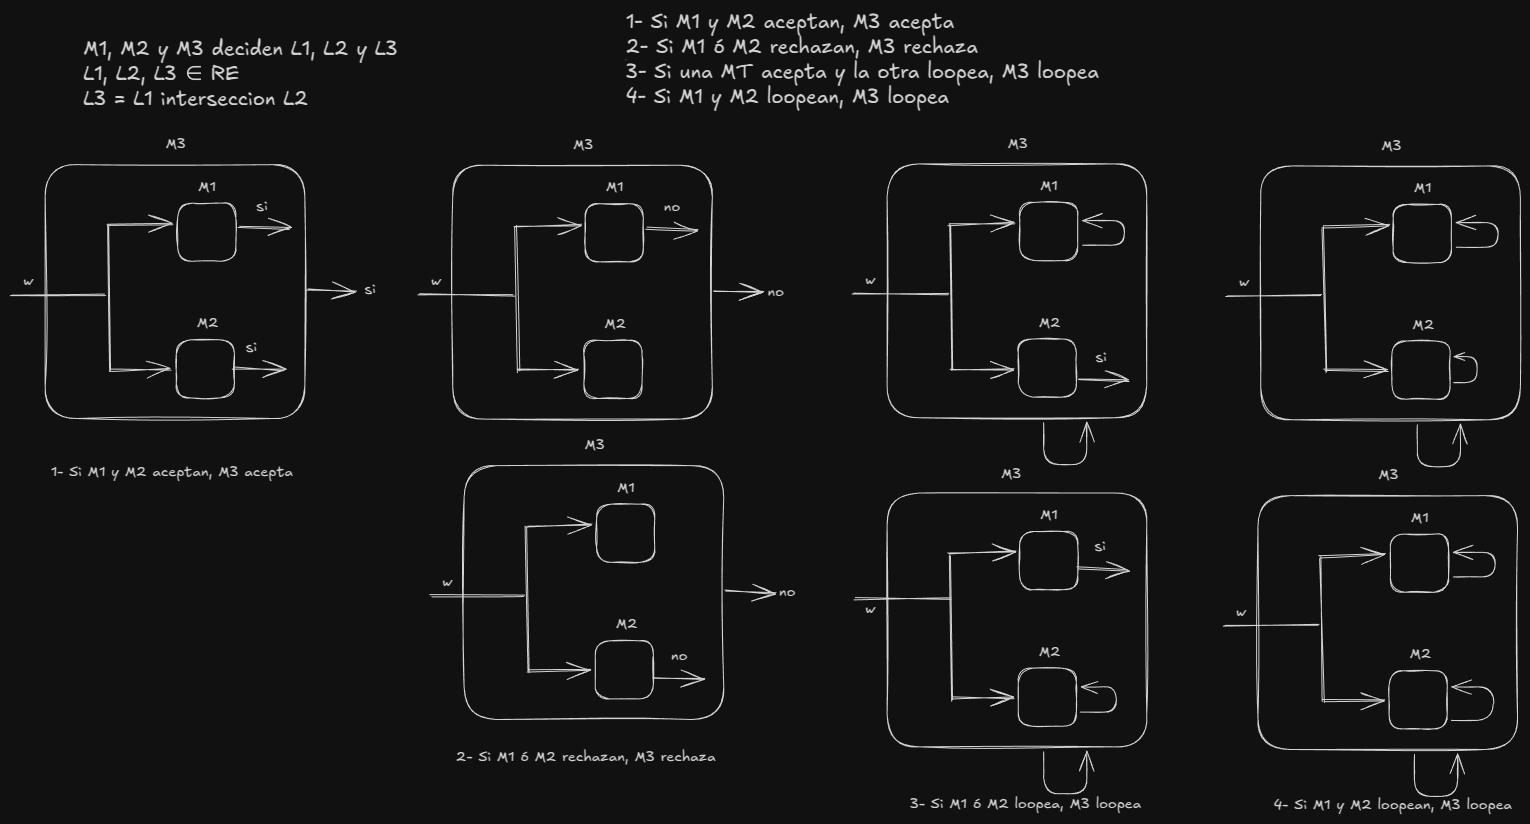 M1, M2 y M3 deciden L1, L2 y L3
L1, L2, L3 ∈ RE
L3 = L1 interseccion L2
1- Si M1 y M2 aceptan, M3 acepta
2- Si M1 ó M2 rechazan, M3 rechaza
3- Si una MT acepta y la otra loopea, M3 loopea
4- Si M1 y M2 loopean, M3 loopea
M3
M1
si
w
si
M2
si
1- Si M1 y M2 aceptan, M3 acepta
M3
M1
no
w
no
M2
M3
M1
w
no
M2
no
2- Si M1 ó M2 rechazan, M3 rechaza
M3
M1
w
M2
si
M3
M1
si
w
M2
3- Si M1 ó M2 loopea, M3 loopea
M3
M1
w
M2
M3
M1
w
M2
4- Si M1 y M2 loopean, M3 loopea